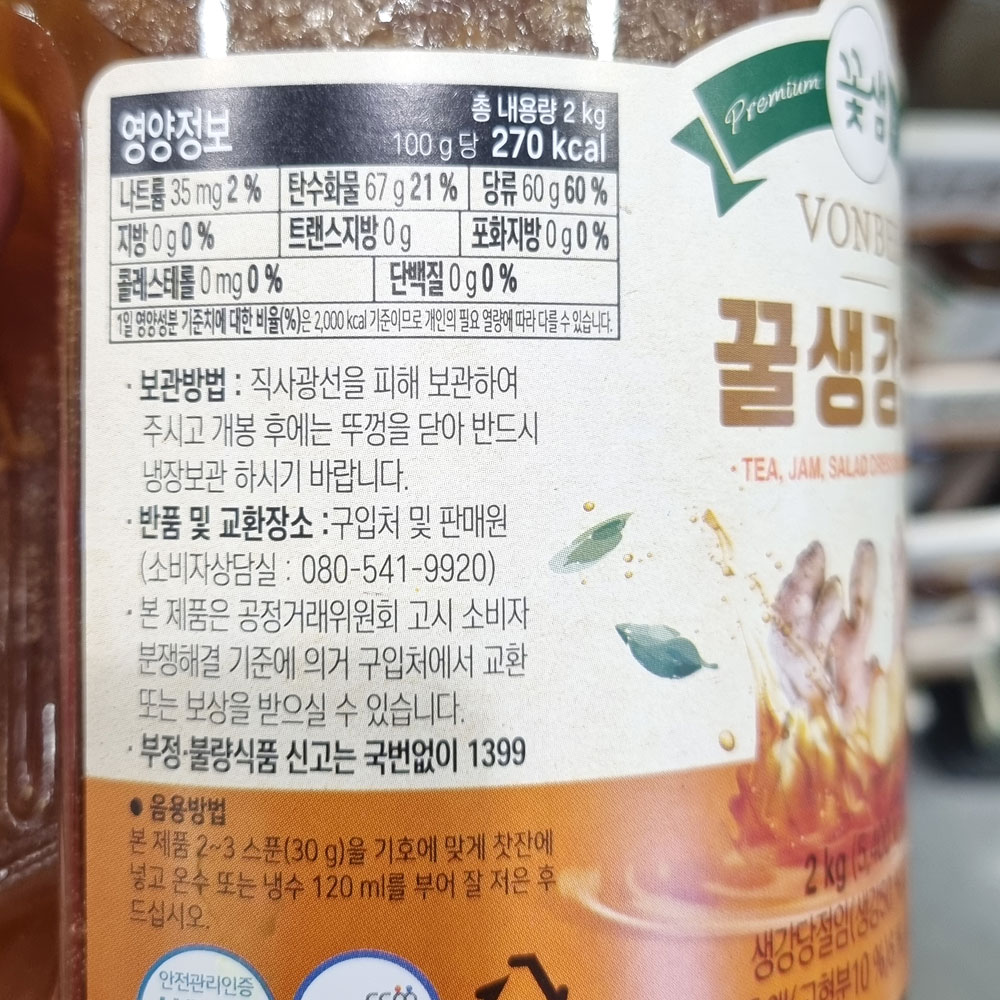 영양정보
총 내용량 2 kg
100 g 당 270 kcal
나트륨 35 mg 2 % 탄수화물 67 g 21 % 당류 60 g 60 %
지방 0 g 0 % 트랜스지방 0 g 포화지방 0 g 0 %
콜레스테롤 0 mg 0 % 단백질 0 g 0 %
1일 영양성분 기준치에 대한 비율(%)은 2,000 kcal 기준이므로 개인의 필요 열량에 따라 다를 수 있습니다.
· 보관방법 : 직사광선을 피해 보관하여
주시고 개봉 후에는 뚜껑을 닫아 반드시
냉장보관 하시기 바랍니다.
· 반품 및 교환장소 : 구입처 및 판매원
(소비자상담실 : 080-541-9920)
· 본 제품은 공정거래위원회 고시 소비자
분쟁해결 기준에 의거 구입처에서 교환
또는 보상을 받으실 수 있습니다.
· 부정·불량식품 신고는 국번없이 1399
● 음용방법
본 제품 2~3 스푼(30 g)을 기호에 맞게 찻잔에
넣고 온수 또는 냉수 120 ml를 부어 잘 저은 후
드십시오.
안전관리인증
Premium
꽃샘
꿀생강
· TEA, JAM, SALAD
2 kg
생강당절임